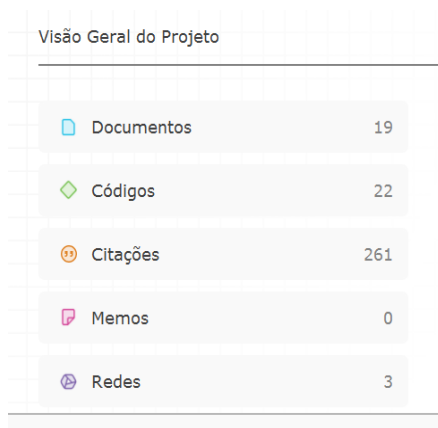 Visão Geral do Projeto
Documentos 19
Códigos 22
Citações 261
Memos 0
Redes 3